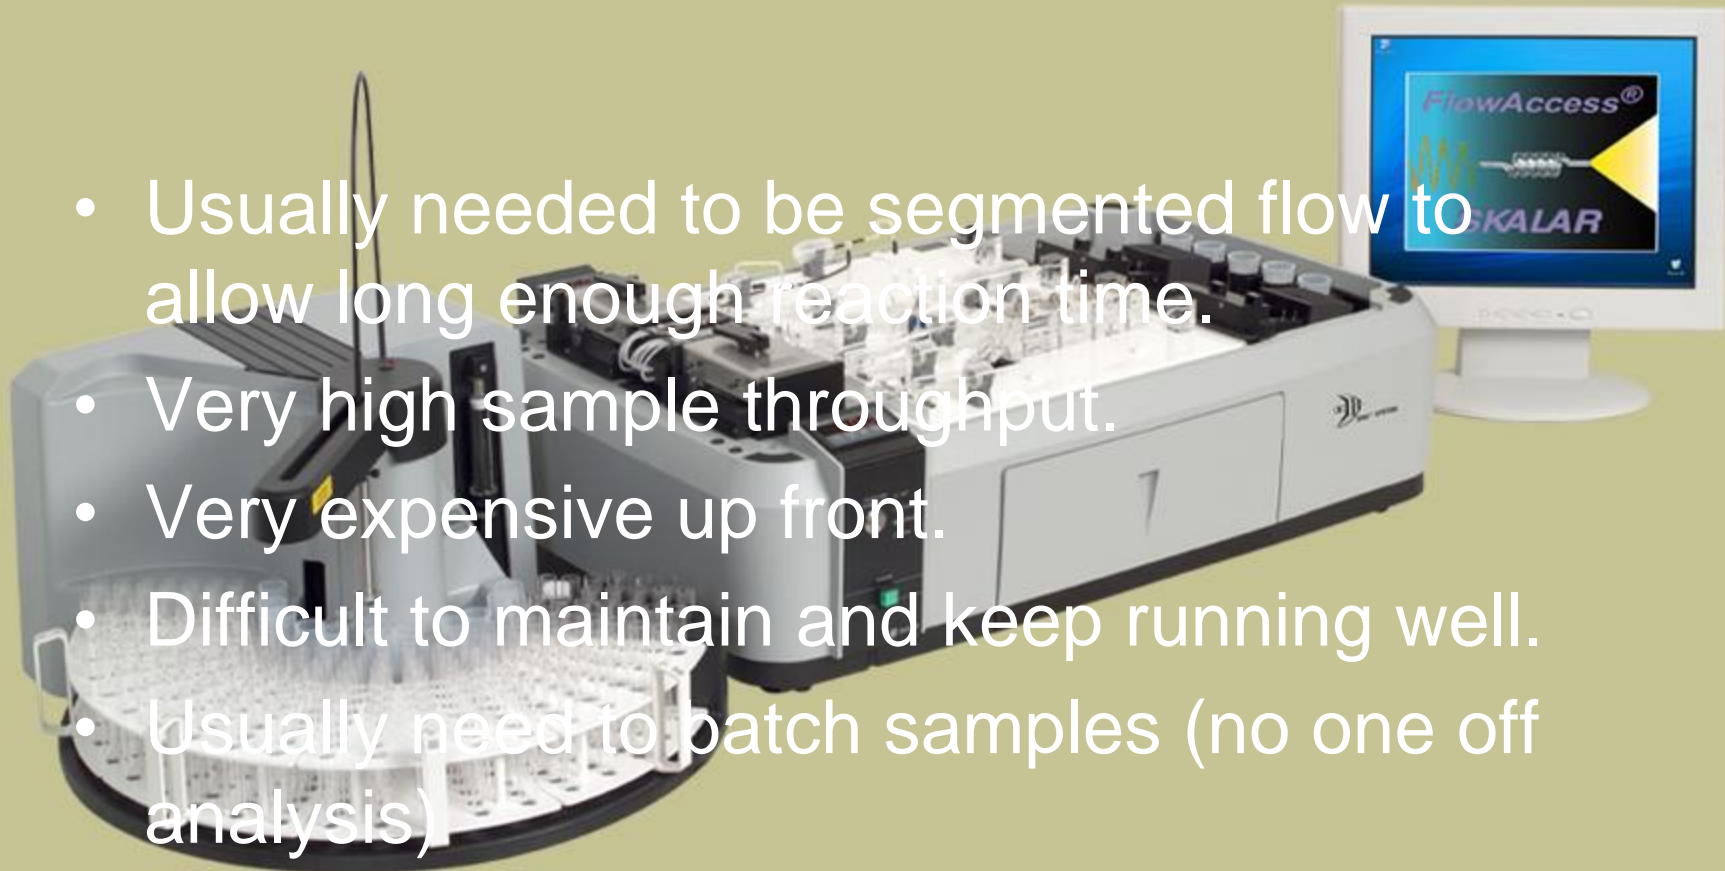 FlowAccess®
SKALAR
• Usually needed to be segmented flow to
allow long enough reaction time.
• Very high sample throughput.
• Very expensive up front.
• Difficult to maintain and keep running well.
• Usually need to batch samples (no one off
analysis)